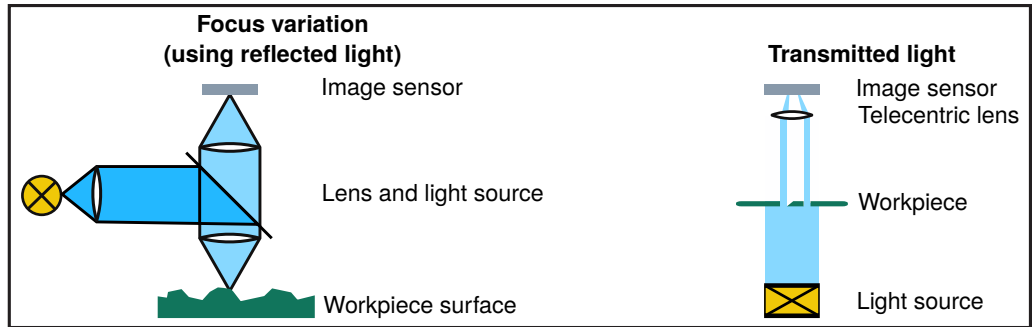 Focus variation
(using reflected light)
Image sensor
Lens and light source
Workpiece surface
Transmitted light
Image sensor
Telecentric lens
Workpiece
Light source